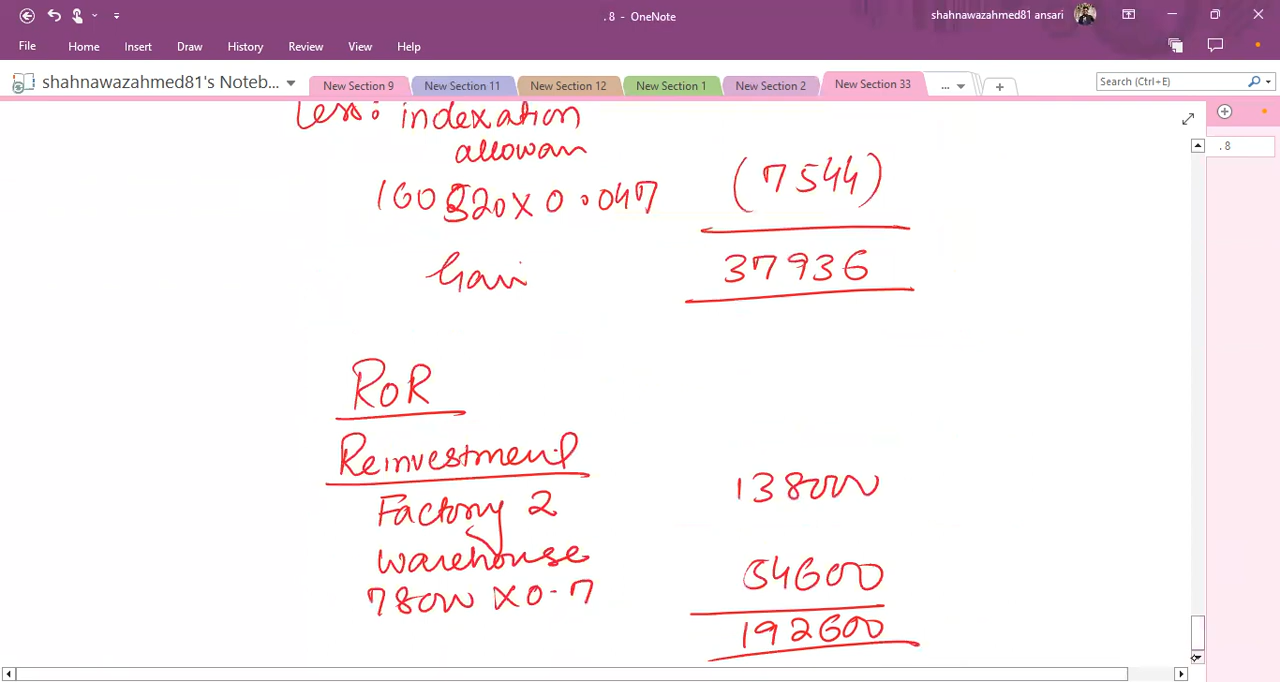 . 8 - OneNote
shahnawazahmed81 ansari
File Home Insert Draw History Review View Help
shahnawazahmed81's Noteb...
New Section 9 New Section 11 New Section 12 New Section 1 New Section 2 New Section 33 ...
Search (Ctrl+E)
. 8
Less: indexation
allowan
160520 X 0.047 (7544)
Gain 37936
ROR
Reinvestment
Factory 2 138000
warehouse
78000 X 0.7 54600
192600